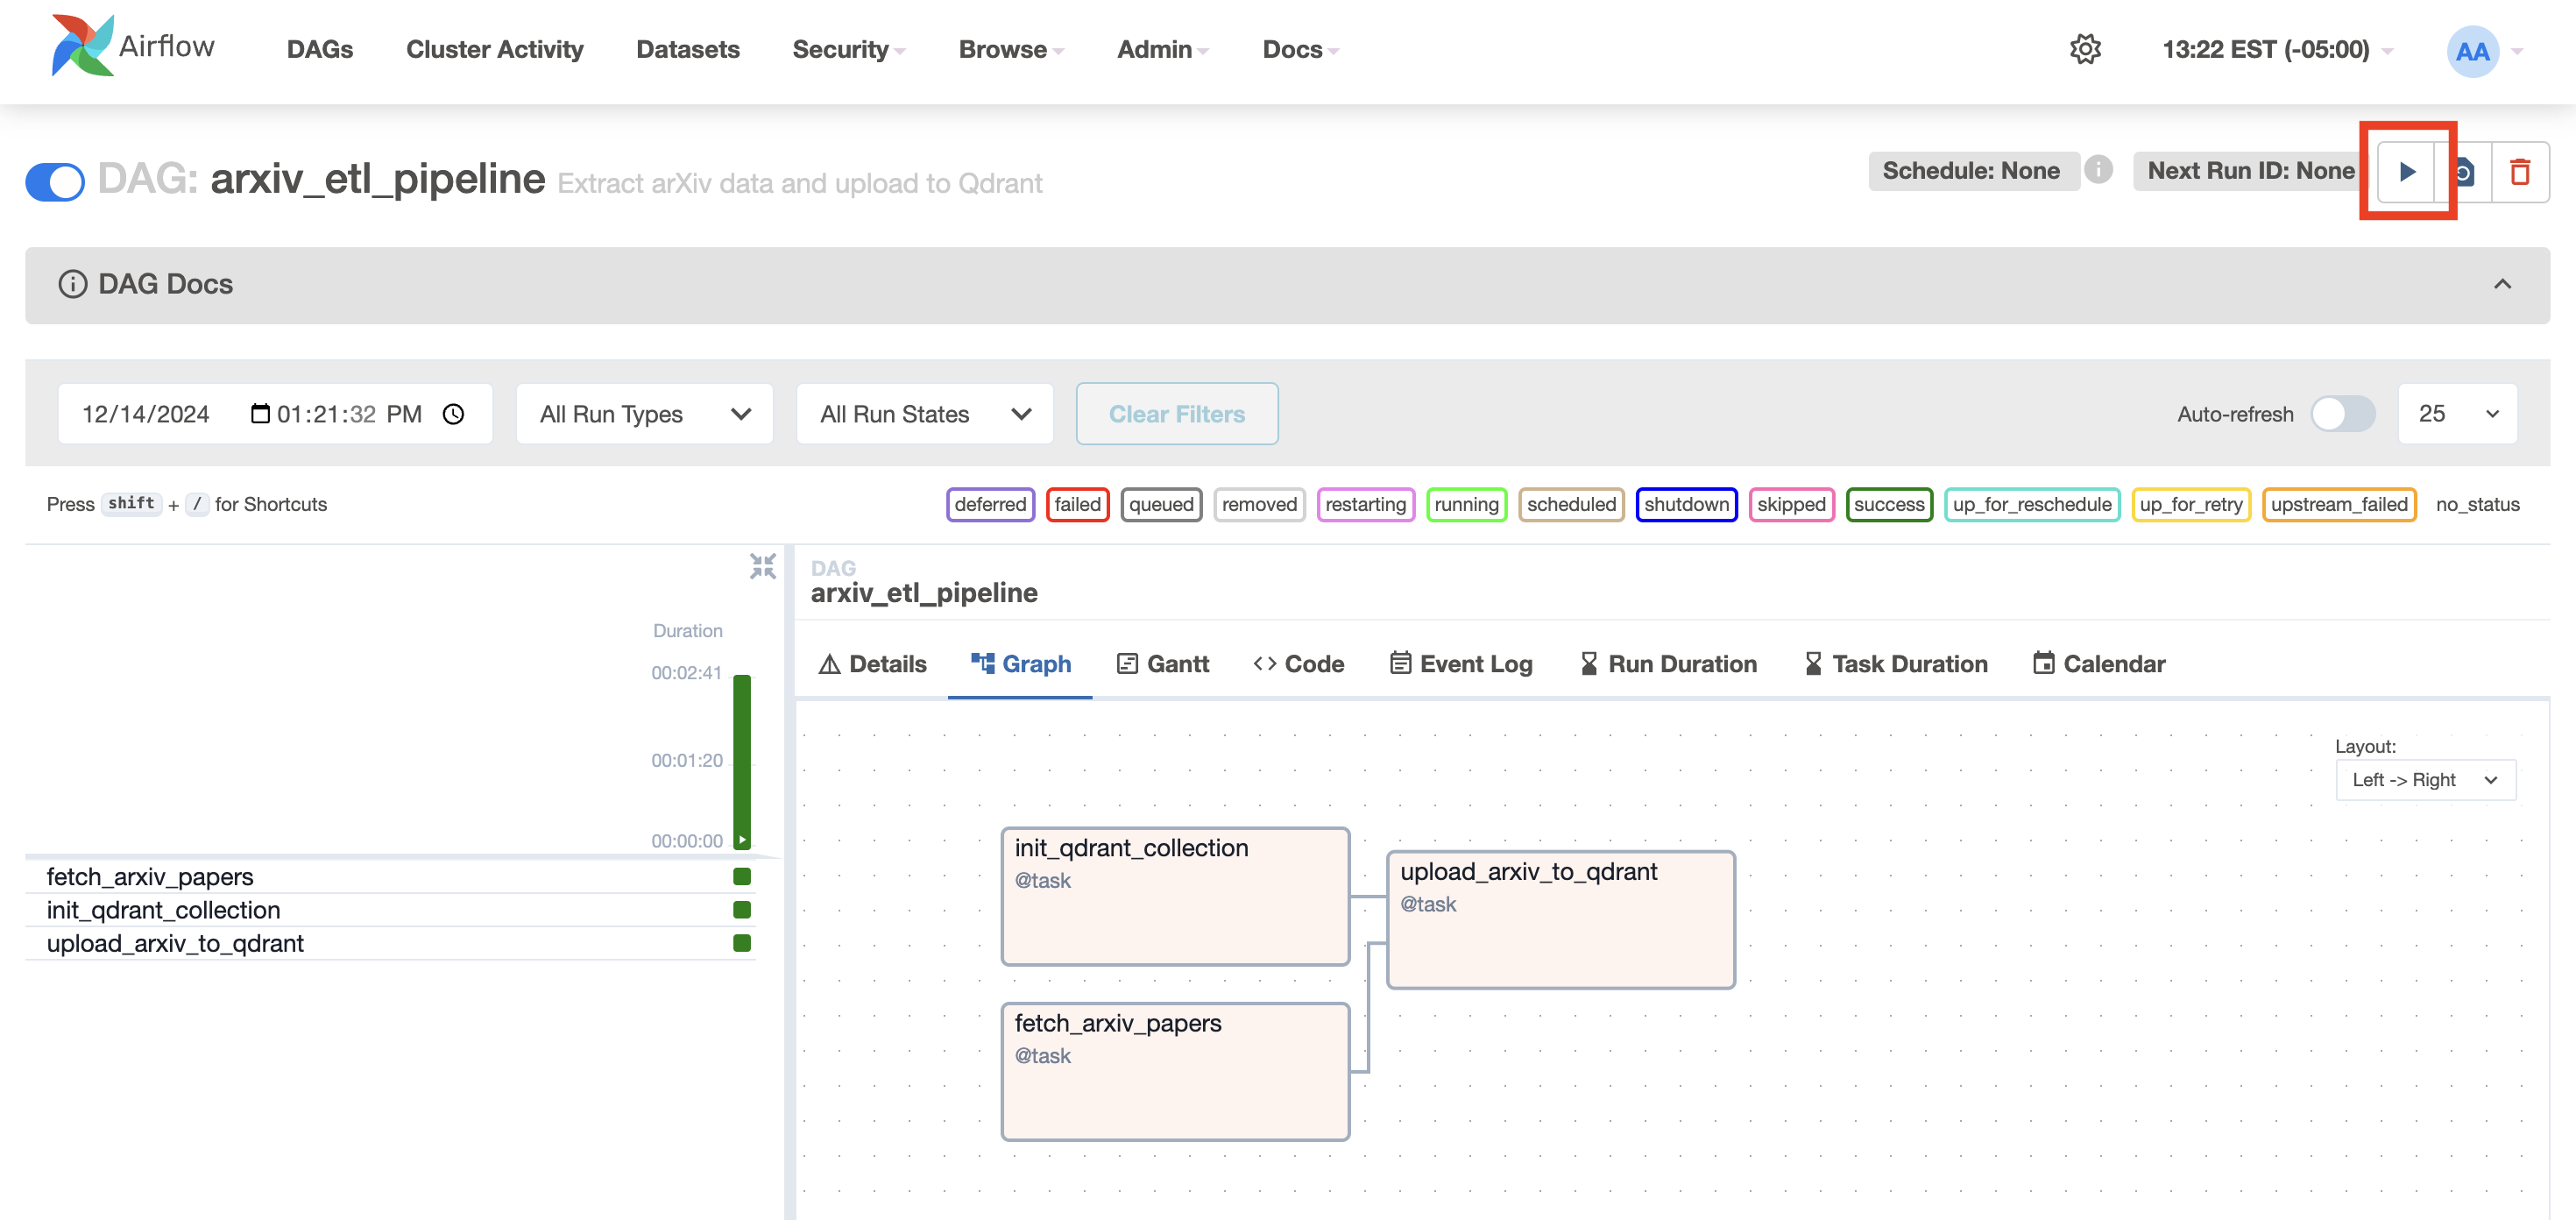 Airflow
DAGs Cluster Activity Datasets Security Browse Admin Docs 13:22 EST (-05:00) AA
DAG: arxiv_etl_pipeline Extract arXiv data and upload to Qdrant Schedule: None Next Run ID: None
DAG Docs
12/14/2024 01:21:32 PM All Run Types All Run States Clear Filters Auto-refresh 25
Press shift + / for Shortcuts deferred failed queued removed restarting running scheduled shutdown skipped success up_for_reschedule up_for_retry upstream_failed no_status
Duration
00:02:41
00:01:20
00:00:00
fetch_arxiv_papers
init_qdrant_collection
upload_arxiv_to_qdrant
DAG
arxiv_etl_pipeline
Details Graph Gantt Code Event Log Run Duration Task Duration Calendar
Layout:
Left -> Right
init_qdrant_collection
@task
upload_arxiv_to_qdrant
@task
fetch_arxiv_papers
@task